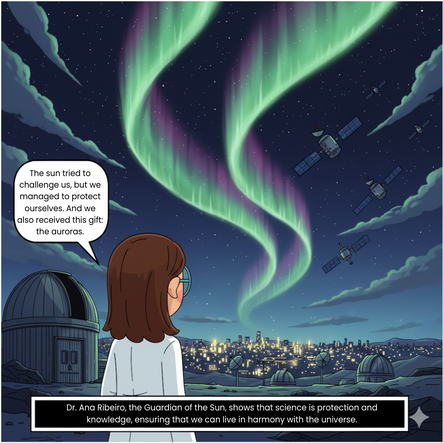 The sun tried to
challenge us, but we
managed to protect
ourselves. And we
also received this gift:
the auroras.
Dr. Ana Ribeiro, the Guardian of the Sun, shows that science is protection and
knowledge, ensuring that we can live in harmony with the universe.